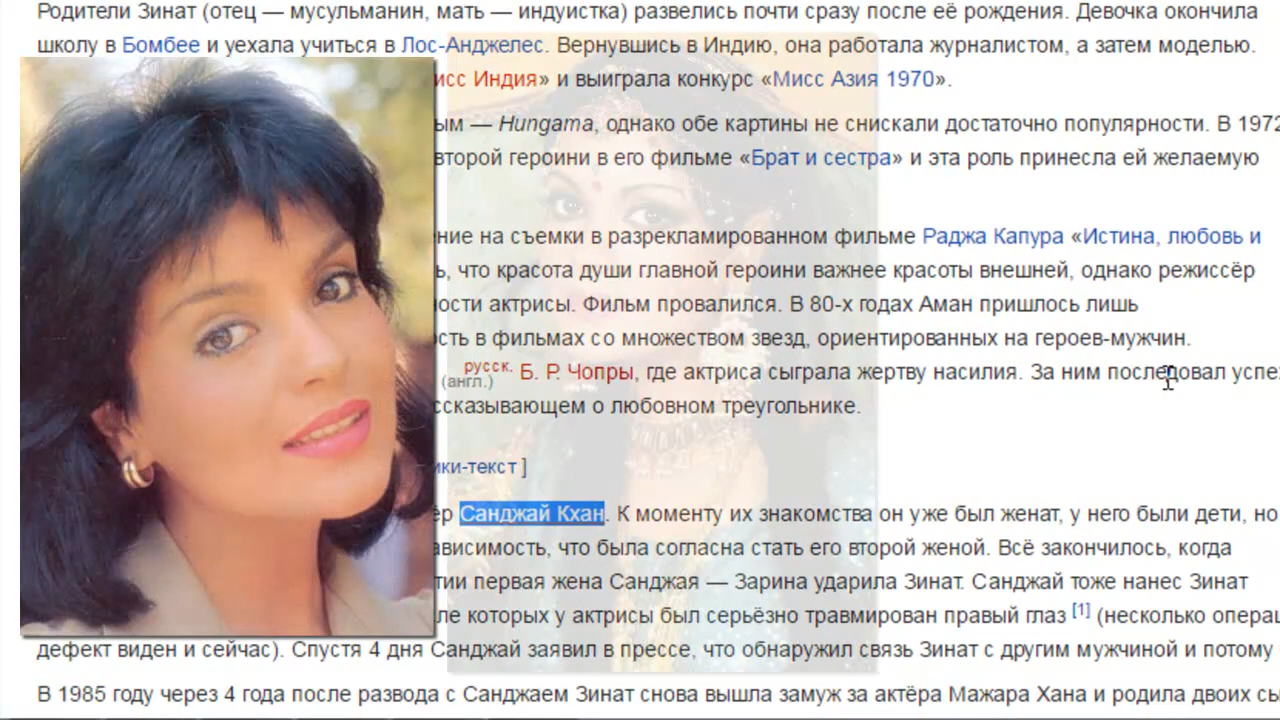 Родители Зинат (отец — мусульманин, мать — индуистка) развелись почти сразу после её рождения. Девочка окончила
школу в Бомбее и уехала учиться в Лос-Анджелес. Вернувшись в Индию, она работала журналистом, а затем моделью.
исс Индия» и выиграла конкурс «Мисс Азия 1970».
ым — Hungama, однако обе картины не снискали достаточно популярности. В 1972
второй героини в его фильме «Брат и сестра» и эта роль принесла ей желаемую
ение на съемки в разрекламированном фильме Раджа Капура «Истина, любовь и
ь, что красота души главной героини важнее красоты внешней, однако режиссёр
ности актрисы. Фильм провалился. В 80-х годах Аман пришлось лишь
ость в фильмах со множеством звезд, ориентированных на героев-мужчин.
(англ.) русск. Б. Р. Чопры, где актриса сыграла жертву насилия. За ним последовал успех
ссказывающем о любовном треугольнике.
ики-текст ]
ёр Санджай Кхан. К моменту их знакомства он уже был женат, у него были дети, но
ависимость, что была согласна стать его второй женой. Всё закончилось, когда
тии первая жена Санджая — Зарина ударила Зинат. Санджай тоже нанес Зинат
ле которых у актрисы был серьёзно травмирован правый глаз [1] (несколько операц
дефект виден и сейчас). Спустя 4 дня Санджай заявил в прессе, что обнаружил связь Зинат с другим мужчиной и потому
В 1985 году через 4 года после развода с Санджаем Зинат снова вышла замуж за актёра Мажара Хана и родила двоих сы